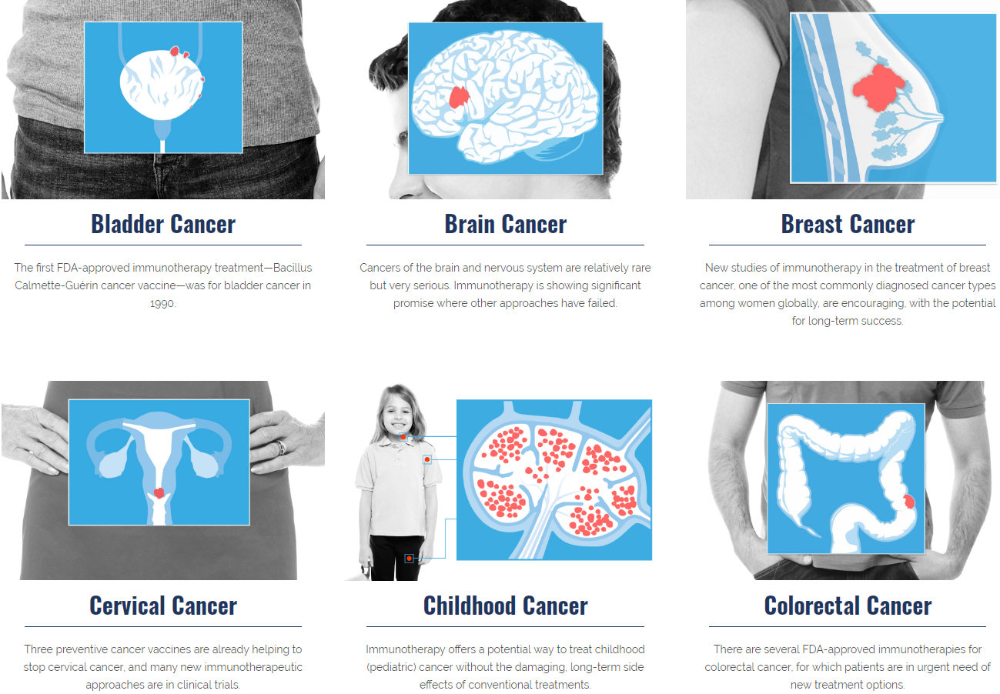 Bladder Cancer
The first FDA-approved immunotherapy treatment—Bacillus
Calmette-Guérin cancer vaccine—was for bladder cancer in
1990.
Brain Cancer
Cancers of the brain and nervous system are relatively rare
but very serious. Immunotherapy is showing significant
promise where other approaches have failed.
Breast Cancer
New studies of immunotherapy in the treatment of breast
cancer, one of the most commonly diagnosed cancer types
among women globally, are encouraging, with the potential
for long-term success.
Cervical Cancer
Three preventive cancer vaccines are already helping to
stop cervical cancer, and many new immunotherapeutic
approaches are in clinical trials.
Childhood Cancer
Immunotherapy offers a potential way to treat childhood
(pediatric) cancer without the damaging, long-term side
effects of conventional treatments.
Colorectal Cancer
There are several FDA-approved immunotherapies for
colorectal cancer, for which patients are in urgent need of
new treatment options.